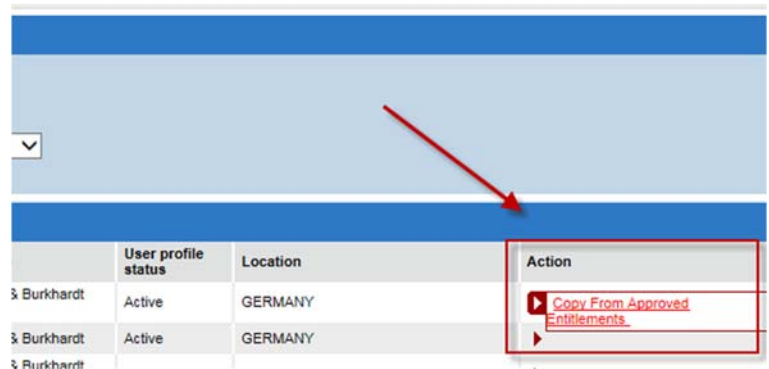 User profile
status
Location
Action
& Burkhardt
Active
GERMANY
Copy From Approved
Entitlements
& Burkhardt
Active
GERMANY
& Burkhardt